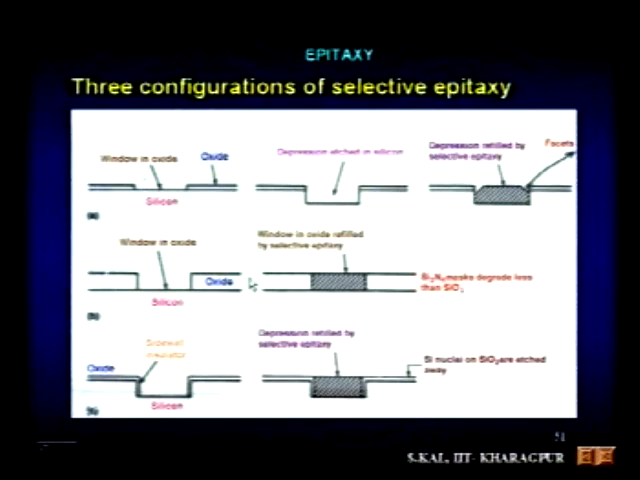 EPITAXY
Three configurations of selective epitaxy
Window in oxide
Oxide
Silicon
(a)
Depression etched in silicon
Depression refilled by
selective epitaxy
Facets
Window in oxide
Oxide
Silicon
(b)
Window in oxide refilled
by selective epitaxy
Si3N4 masks degrade less
than SiO2
Sidewall
insulator
Oxide
Silicon
(c)
Depression refilled by
selective epitaxy
Si nuclei on SiO2 are etched
away
51
S.KAL, IIT- KHARAGPUR